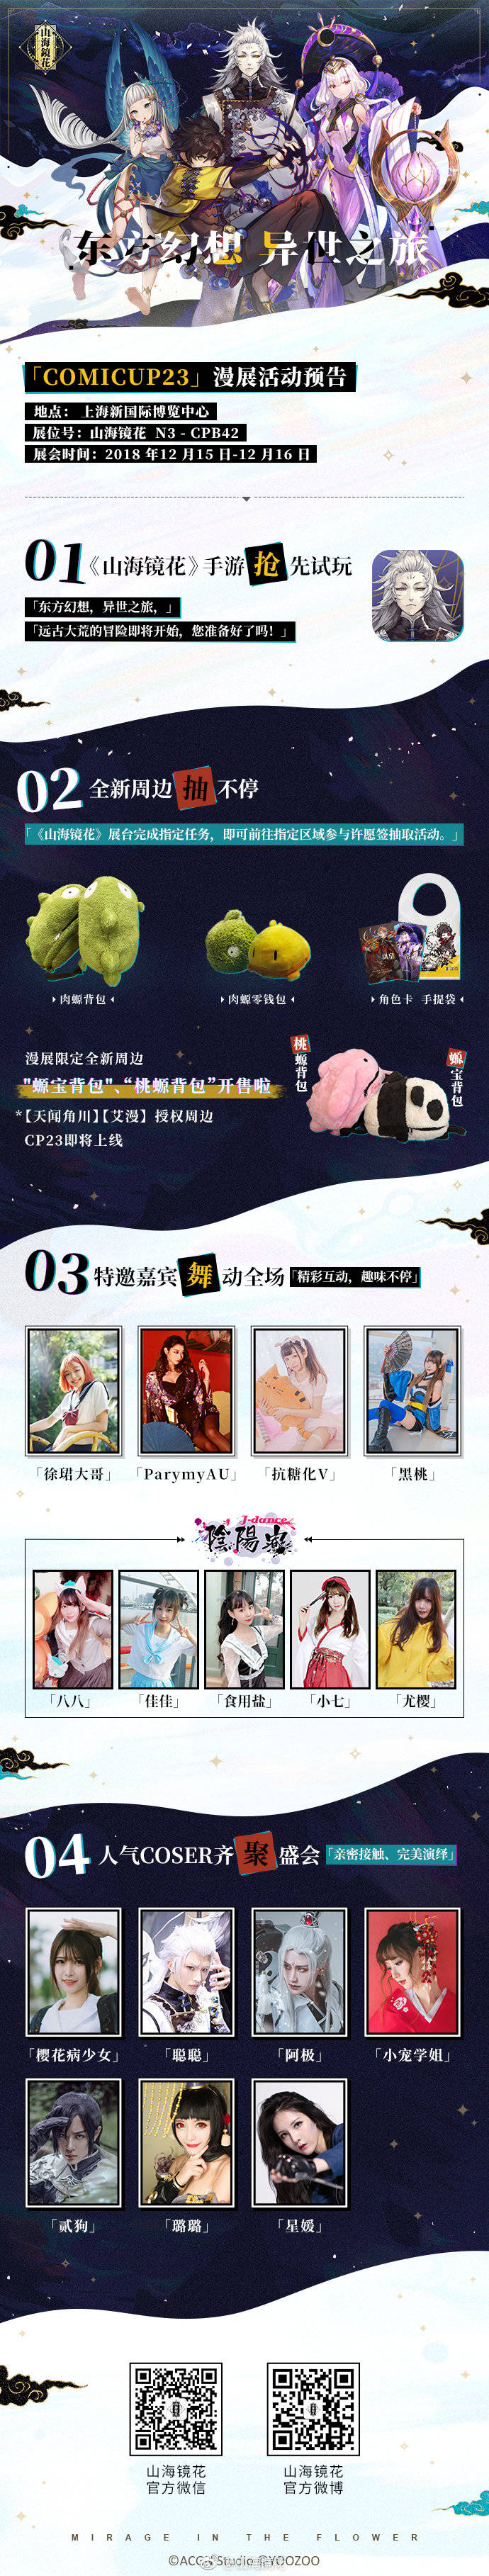 山海镜花
东方幻想 异世之旅
「COMICUP23」漫展活动预告
地点： 上海新国际博览中心
展位号：山海镜花 N3 - CPB42
展会时间：2018 年12 月15 日-12 月16 日
01《山海镜花》手游抢先试玩
「东方幻想，异世之旅，」
「远古大荒的冒险即将开始，您准备好了吗！」
02 全新周边抽不停
「《山海镜花》展台完成指定任务，即可前往指定区域参与许愿签抽取活动。」
肉螈背包
肉螈零钱包
角色卡 手提袋
漫展限定全新周边
"螈宝背包"、“桃螈背包”开售啦
*【天闻角川】【艾漫】授权周边
CP23即将上线
桃螈背包
螈宝背包
03 特邀嘉宾舞动全场「精彩互动，趣味不停」
「徐珺大哥」
「ParymyAU」
「抗糖化V」
「黑桃」
J-dance
「八八」
「佳佳」
「食用盐」
「小七」
「尤樱」
04 人气COSER齐聚盛会「亲密接触、完美演绎」
「樱花病少女」
「聪聪」
「阿极」
「小宠学姐」
「贰狗」
「璐璐」
「星媛」
山海镜花
官方微信
山海镜花
官方微博
MIRAGE IN THE FLOWER
Studio ©YOOZOO